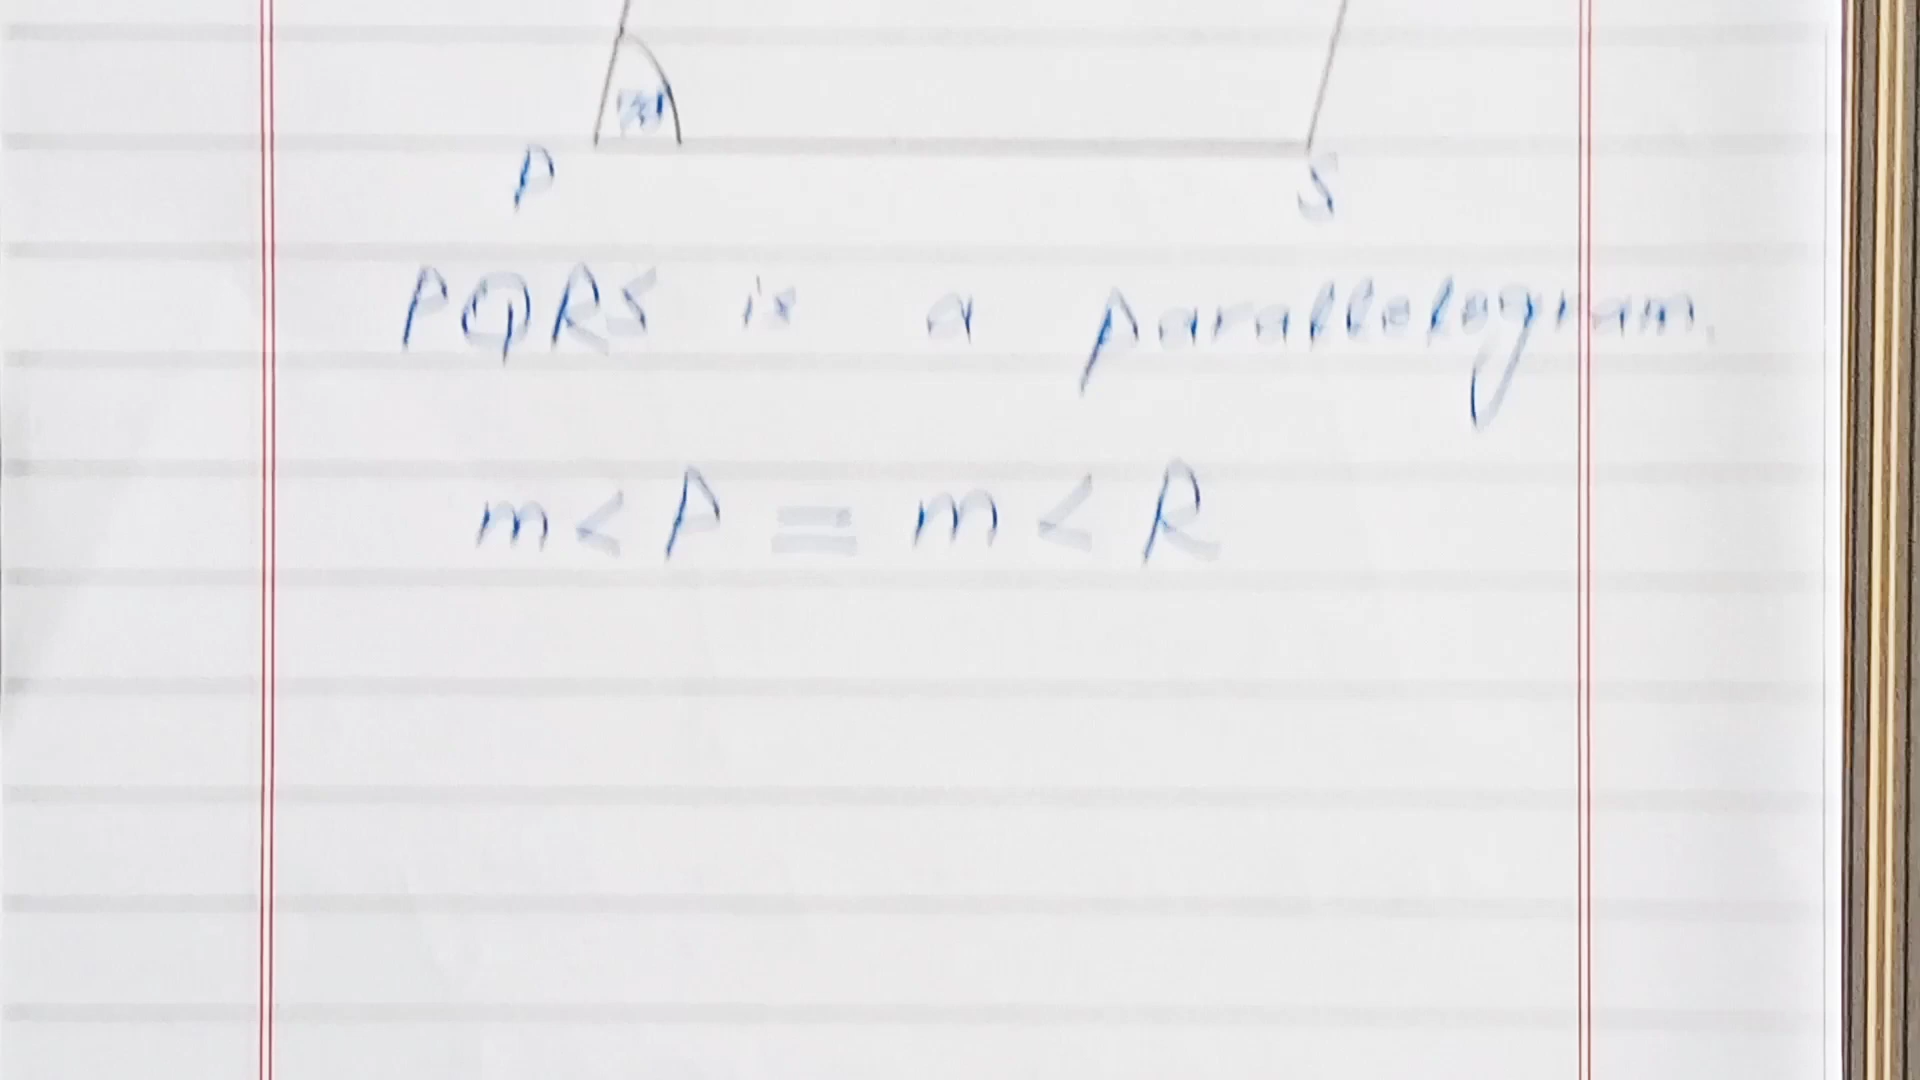 P S
PQRS is a parallelogram.
m < P = m < R